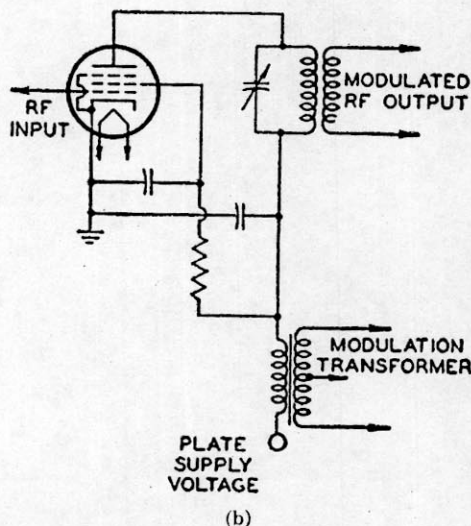 RF
INPUT
MODULATED
RF OUTPUT
MODULATION
TRANSFORMER
PLATE
SUPPLY
VOLTAGE
(b)